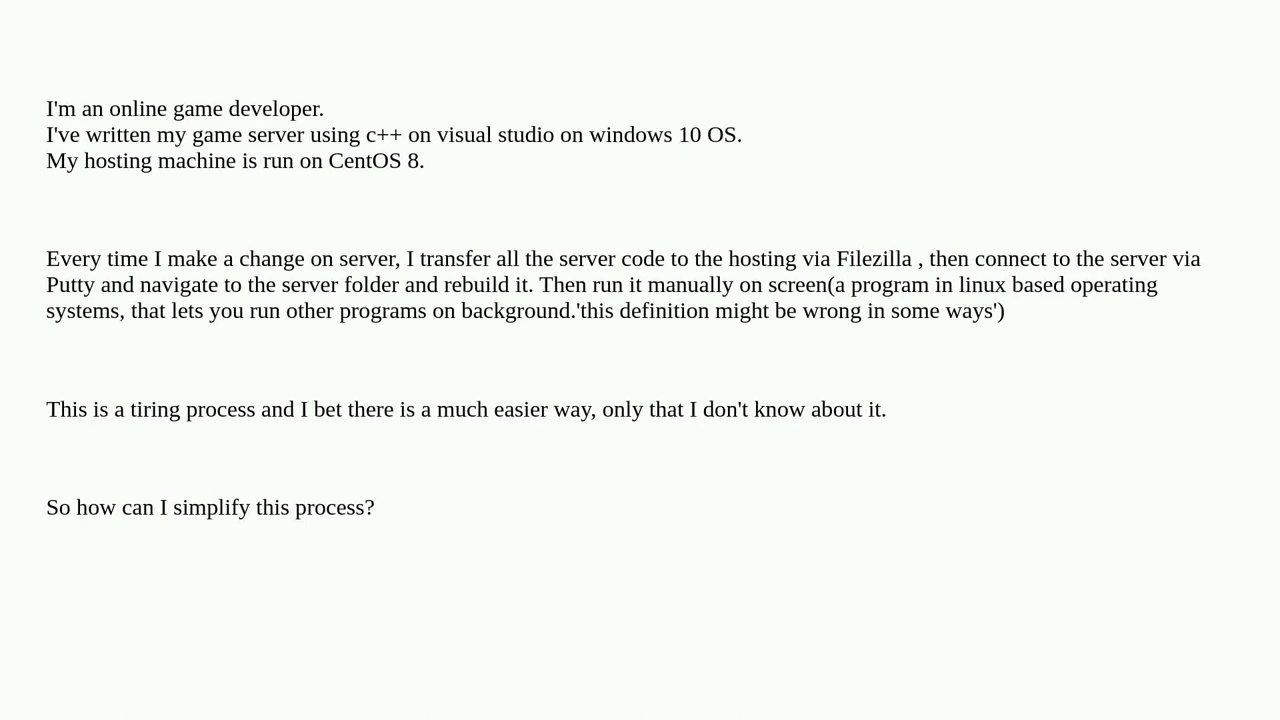 I'm an online game developer.
I've written my game server using c++ on visual studio on windows 10 OS.
My hosting machine is run on CentOS 8.
Every time I make a change on server, I transfer all the server code to the hosting via Filezilla , then connect to the server via
Putty and navigate to the server folder and rebuild it. Then run it manually on screen(a program in linux based operating
systems, that lets you run other programs on background.'this definition might be wrong in some ways')
This is a tiring process and I bet there is a much easier way, only that I don't know about it.
So how can I simplify this process?